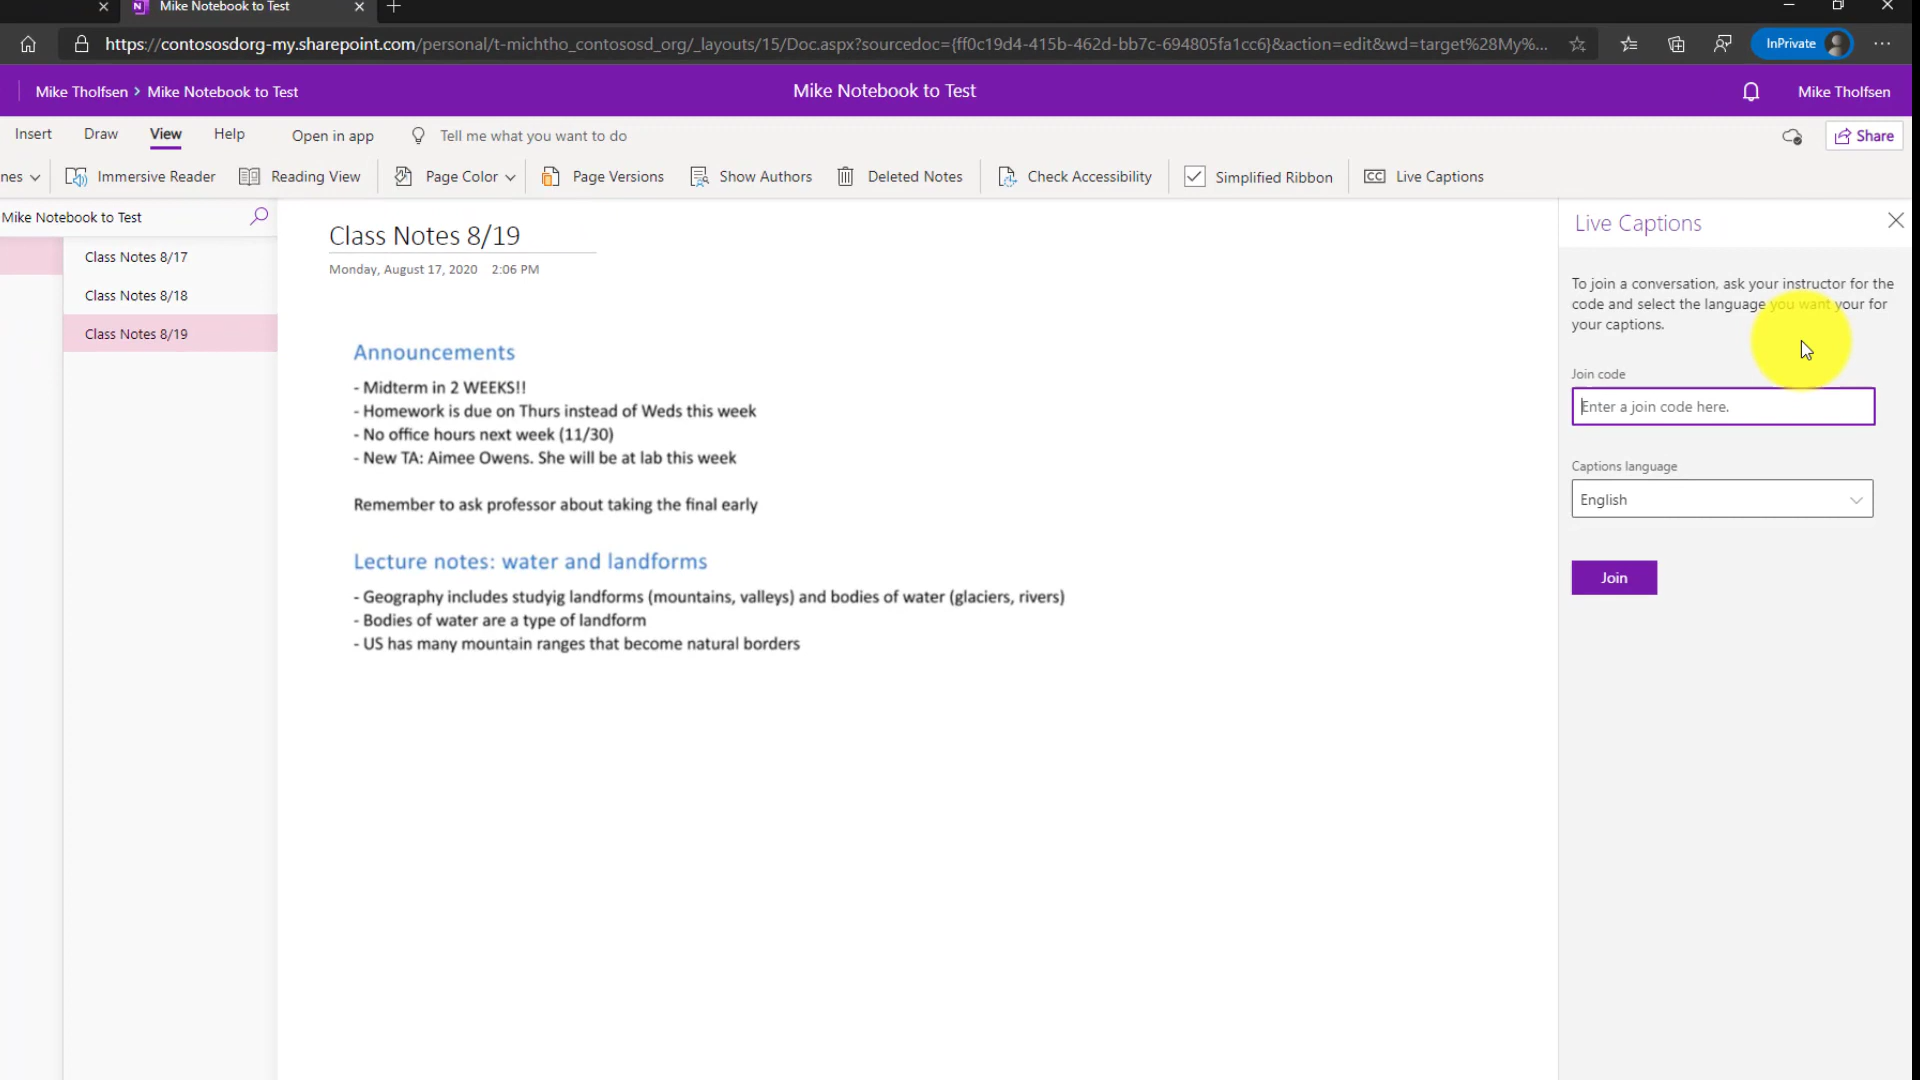 Mike Notebook to Test
https://contososdorg-my.sharepoint.com/personal/t-michtho_contososd_org/_layouts/15/Doc.aspx?sourcedoc={ff0c19d4-415b-462d-bb7c-694805fa1cc6}&action=edit&wd=target%28My%...
InPrivate
Mike Tholfsen > Mike Notebook to Test
Mike Notebook to Test
Mike Tholfsen
Insert Draw View Help Open in app Tell me what you want to do Share
nes Immersive Reader Reading View Page Color Page Versions Show Authors Deleted Notes Check Accessibility Simplified Ribbon CC Live Captions
Mike Notebook to Test
Class Notes 8/17
Class Notes 8/18
Class Notes 8/19
Class Notes 8/19
Monday, August 17, 2020 2:06 PM
Announcements
- Midterm in 2 WEEKS!!
- Homework is due on Thurs instead of Weds this week
- No office hours next week (11/30)
- New TA: Aimee Owens. She will be at lab this week
Remember to ask professor about taking the final early
Lecture notes: water and landforms
- Geography includes studyig landforms (mountains, valleys) and bodies of water (glaciers, rivers)
- Bodies of water are a type of landform
- US has many mountain ranges that become natural borders
Live Captions
To join a conversation, ask your instructor for the
code and select the language you want your for
your captions.
Join code
Enter a join code here.
Captions language
English
Join